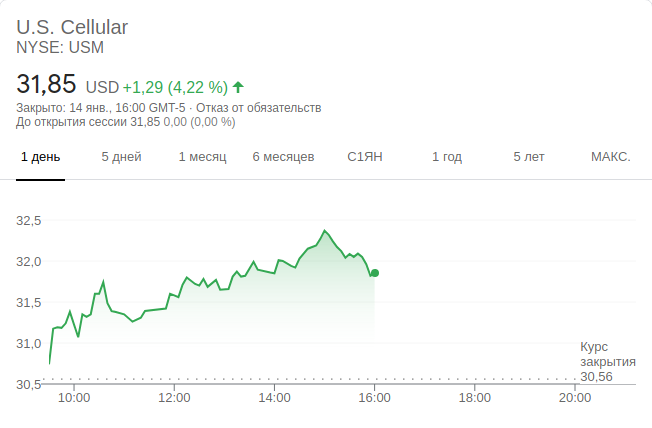 U.S. Cellular
NYSE: USM
31,85 USD +1,29 (4,22 %)
Закрыто: 14 янв., 16:00 GMT-5 · Отказ от обязательств
До открытия сессии 31,85 0,00 (0,00 %)
1 день 5 дней 1 месяц 6 месяцев С1ЯН 1 год 5 лет МАКС.
32,5
32,0
31,5
31,0
30,5
Курс
закрытия
30,56
10:00 12:00 14:00 16:00 18:00 20:00